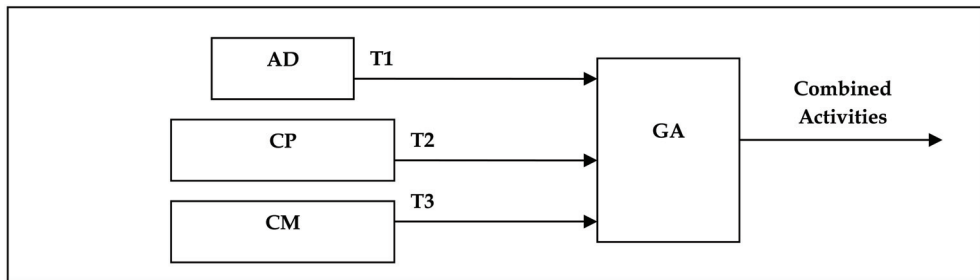 AD
T1
CP
T2
CM
T3
GA
Combined
Activities